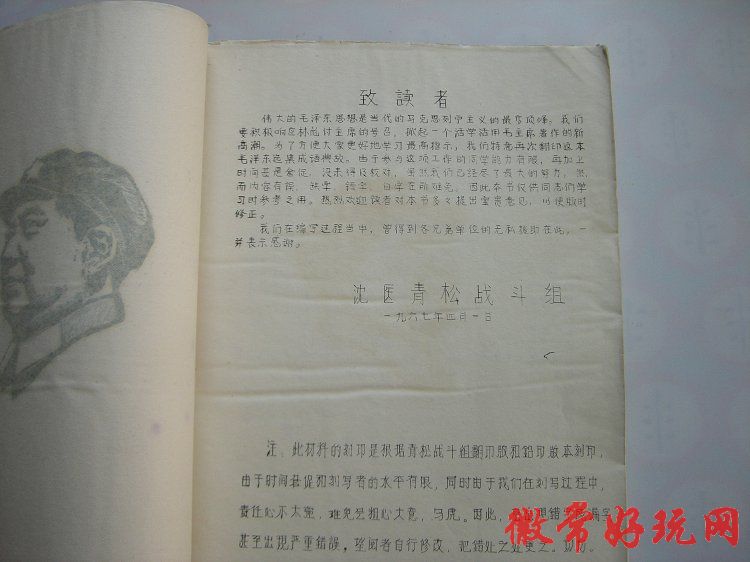 致读者
伟大的毛泽东思想是当代的马克思列宁主义的最高顶峰。我们
要积极响应林彪付主席的号召，掀起一个活学活用毛主席著作的新
高潮。为了方便大家更好地学习最高指示，我们特意再次翻印这本
毛泽东选集成语典故。由于参与这项工作的同学能力有限，再加上
时间甚是仓促，没来得及校对，虽然我们已经尽了最大的努力，然
而内容有误、缺字、错字、白字在所难免，因此本书仅供同志们学
习时参考之用。热烈欢迎读者对本书多々提出宝贵意见，以便取时
修正。
我们在编写过程当中，曾得到各兄弟单位的无私援助在此，一
并表示感谢。
沈医青松战斗组
一九六七年四月一日
注：此材料的刻印是根据青松战斗组翻印版和铅印版本刻印，
由于时间甚促和刻写者的水平有限，同时由于我们在刻写过程中，
责任心不太宽，难免是粗心大意，马虎。因此，
甚至出现严重错误，望阅者自行修改，把错处之处更之。
微常好玩网